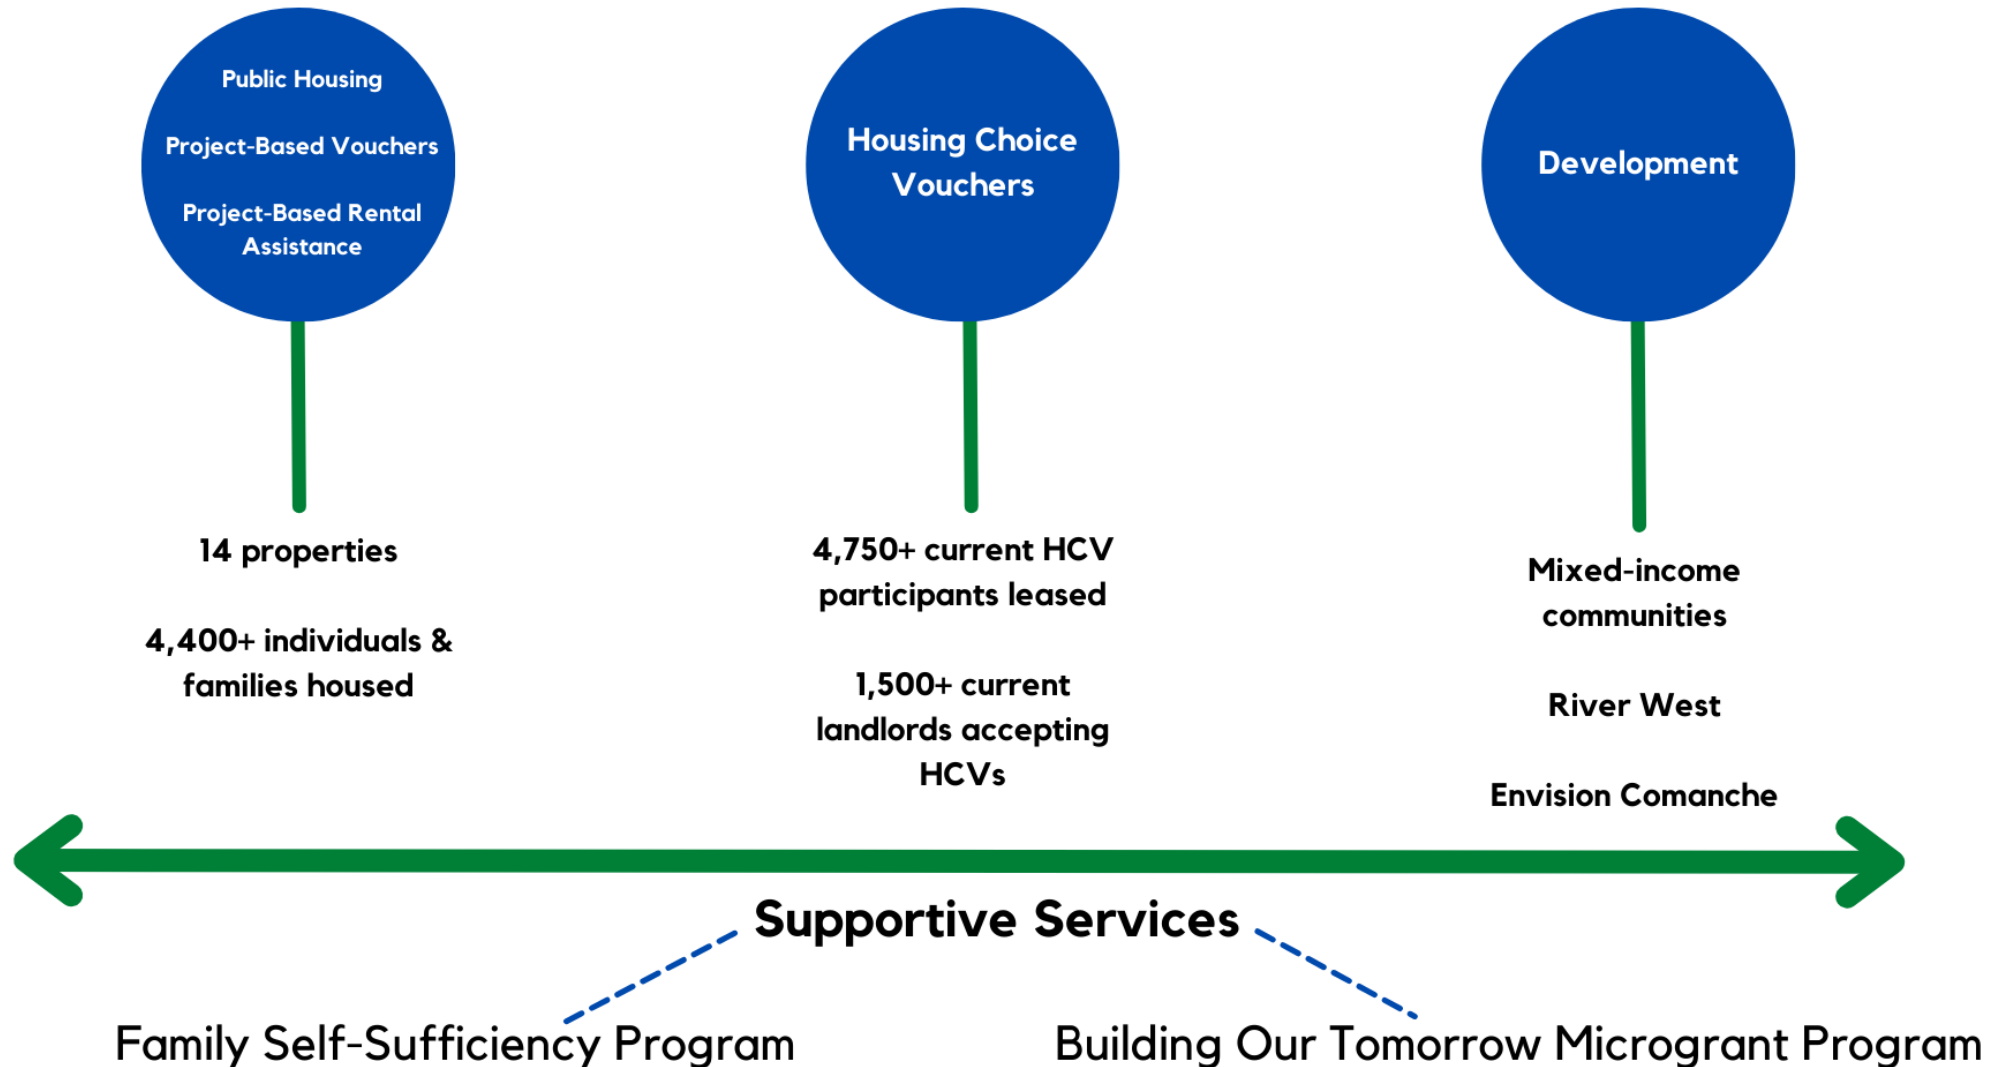 Public Housing
Project-Based Vouchers
Project-Based Rental
Assistance
Housing Choice
Vouchers
Development
14 properties
4,400+ individuals &
families housed
4,750+ current HCV
participants leased
1,500+ current
landlords accepting
HCVs
Mixed-income
communities
River West
Envision Comanche
Supportive Services
Family Self-Sufficiency Program
Building Our Tomorrow Microgrant Program